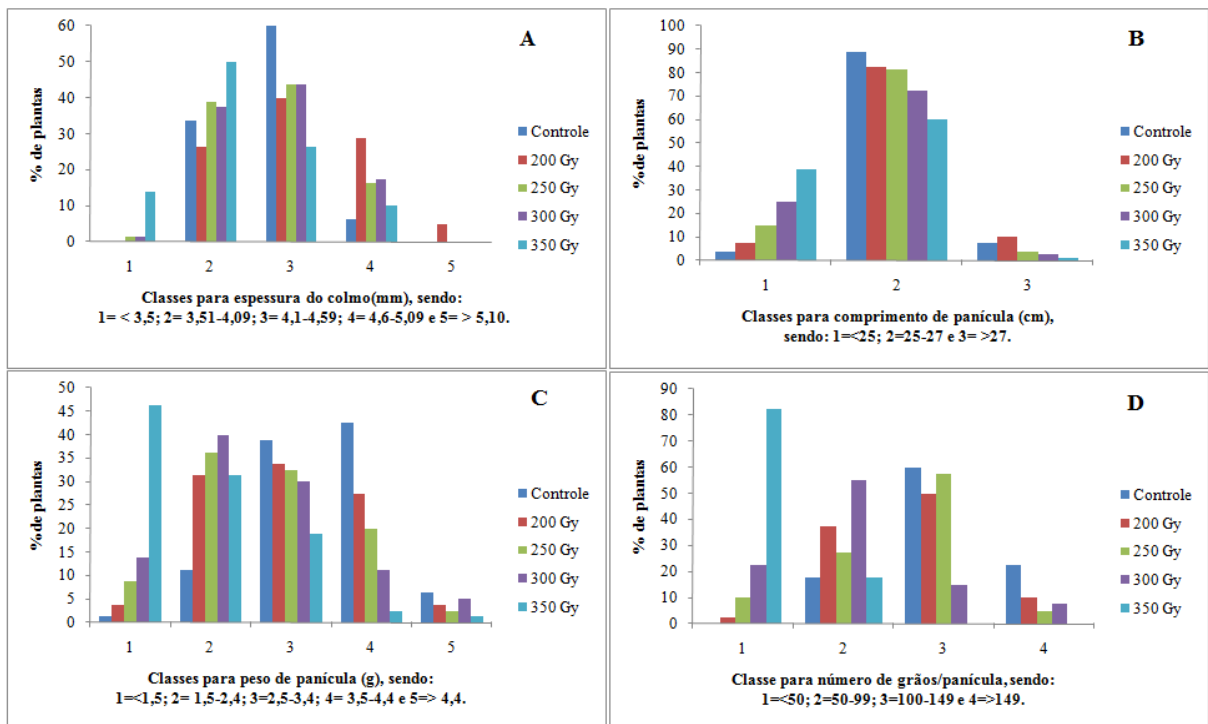 A
60
50
40
30
20
10
0
% de plantas
1 2 3 4 5
Controle
200 Gy
250 Gy
300 Gy
350 Gy
Classes para espessura do colmo(mm), sendo:
1= < 3,5; 2= 3,51-4,09; 3= 4,1-4,59; 4= 4,6-5,09 e 5= > 5,10.
B
100
90
80
70
60
50
40
30
20
10
0
%de plantas
1 2 3
Controle
200 Gy
250 Gy
300 Gy
350 Gy
Classes para comprimento de panícula (cm),
sendo: 1=<25; 2=25-27 e 3= >27.
C
50
45
40
35
30
25
20
15
10
5
0
%de plantas
1 2 3 4 5
Controle
200 Gy
250 Gy
300 Gy
350 Gy
Classes para peso de panícula (g), sendo:
1=<1,5; 2= 1,5-2,4; 3=2,5-3,4; 4= 3,5-4,4 e 5=> 4,4.
D
90
80
70
60
50
40
30
20
10
0
% de plantas
1 2 3 4
Controle
200 Gy
250 Gy
300 Gy
350 Gy
Classe para número de grãos/panícula,sendo:
1=<50; 2=50-99; 3=100-149 e 4=>149.